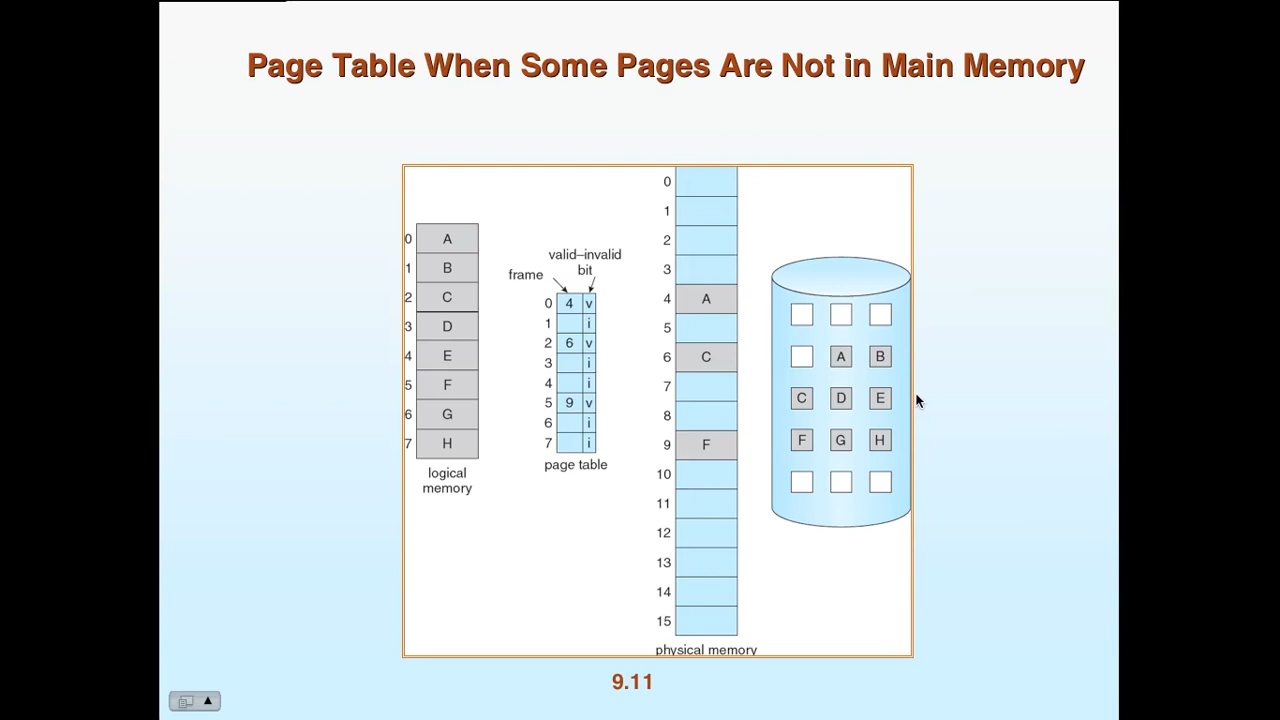 Page Table When Some Pages Are Not in Main Memory
0 A
1 B
2 C
3 D
4 E
5 F
6 G
7 H
logical
memory
valid–invalid
bit
frame
0 4 v
1 i
2 6 v
3 i
4 i
5 9 v
6 i
7 i
page table
0
1
2
3
4 A
5
6 C
7
8
9 F
10
11
12
13
14
15
physical memory
A B
C D E
F G H
9.11